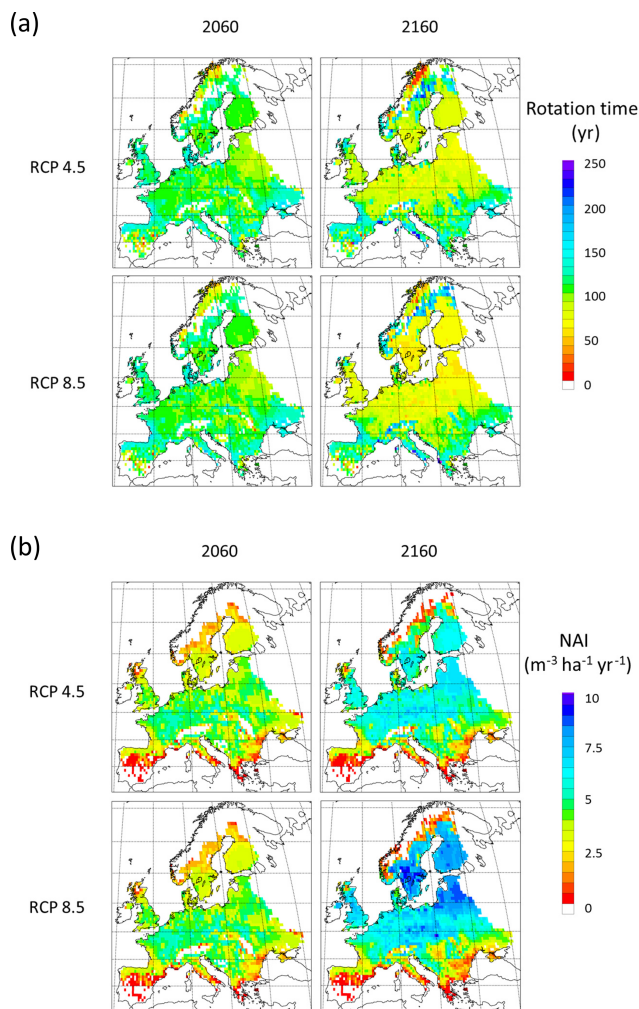 (a)
2060 2160
Rotation time
(yr)
RCP 4.5
RCP 8.5
250
200
150
100
50
0
(b)
2060 2160
NAI
(m⁻³ ha⁻¹ yr⁻¹)
RCP 4.5
RCP 8.5
10
7.5
5
2.5
0